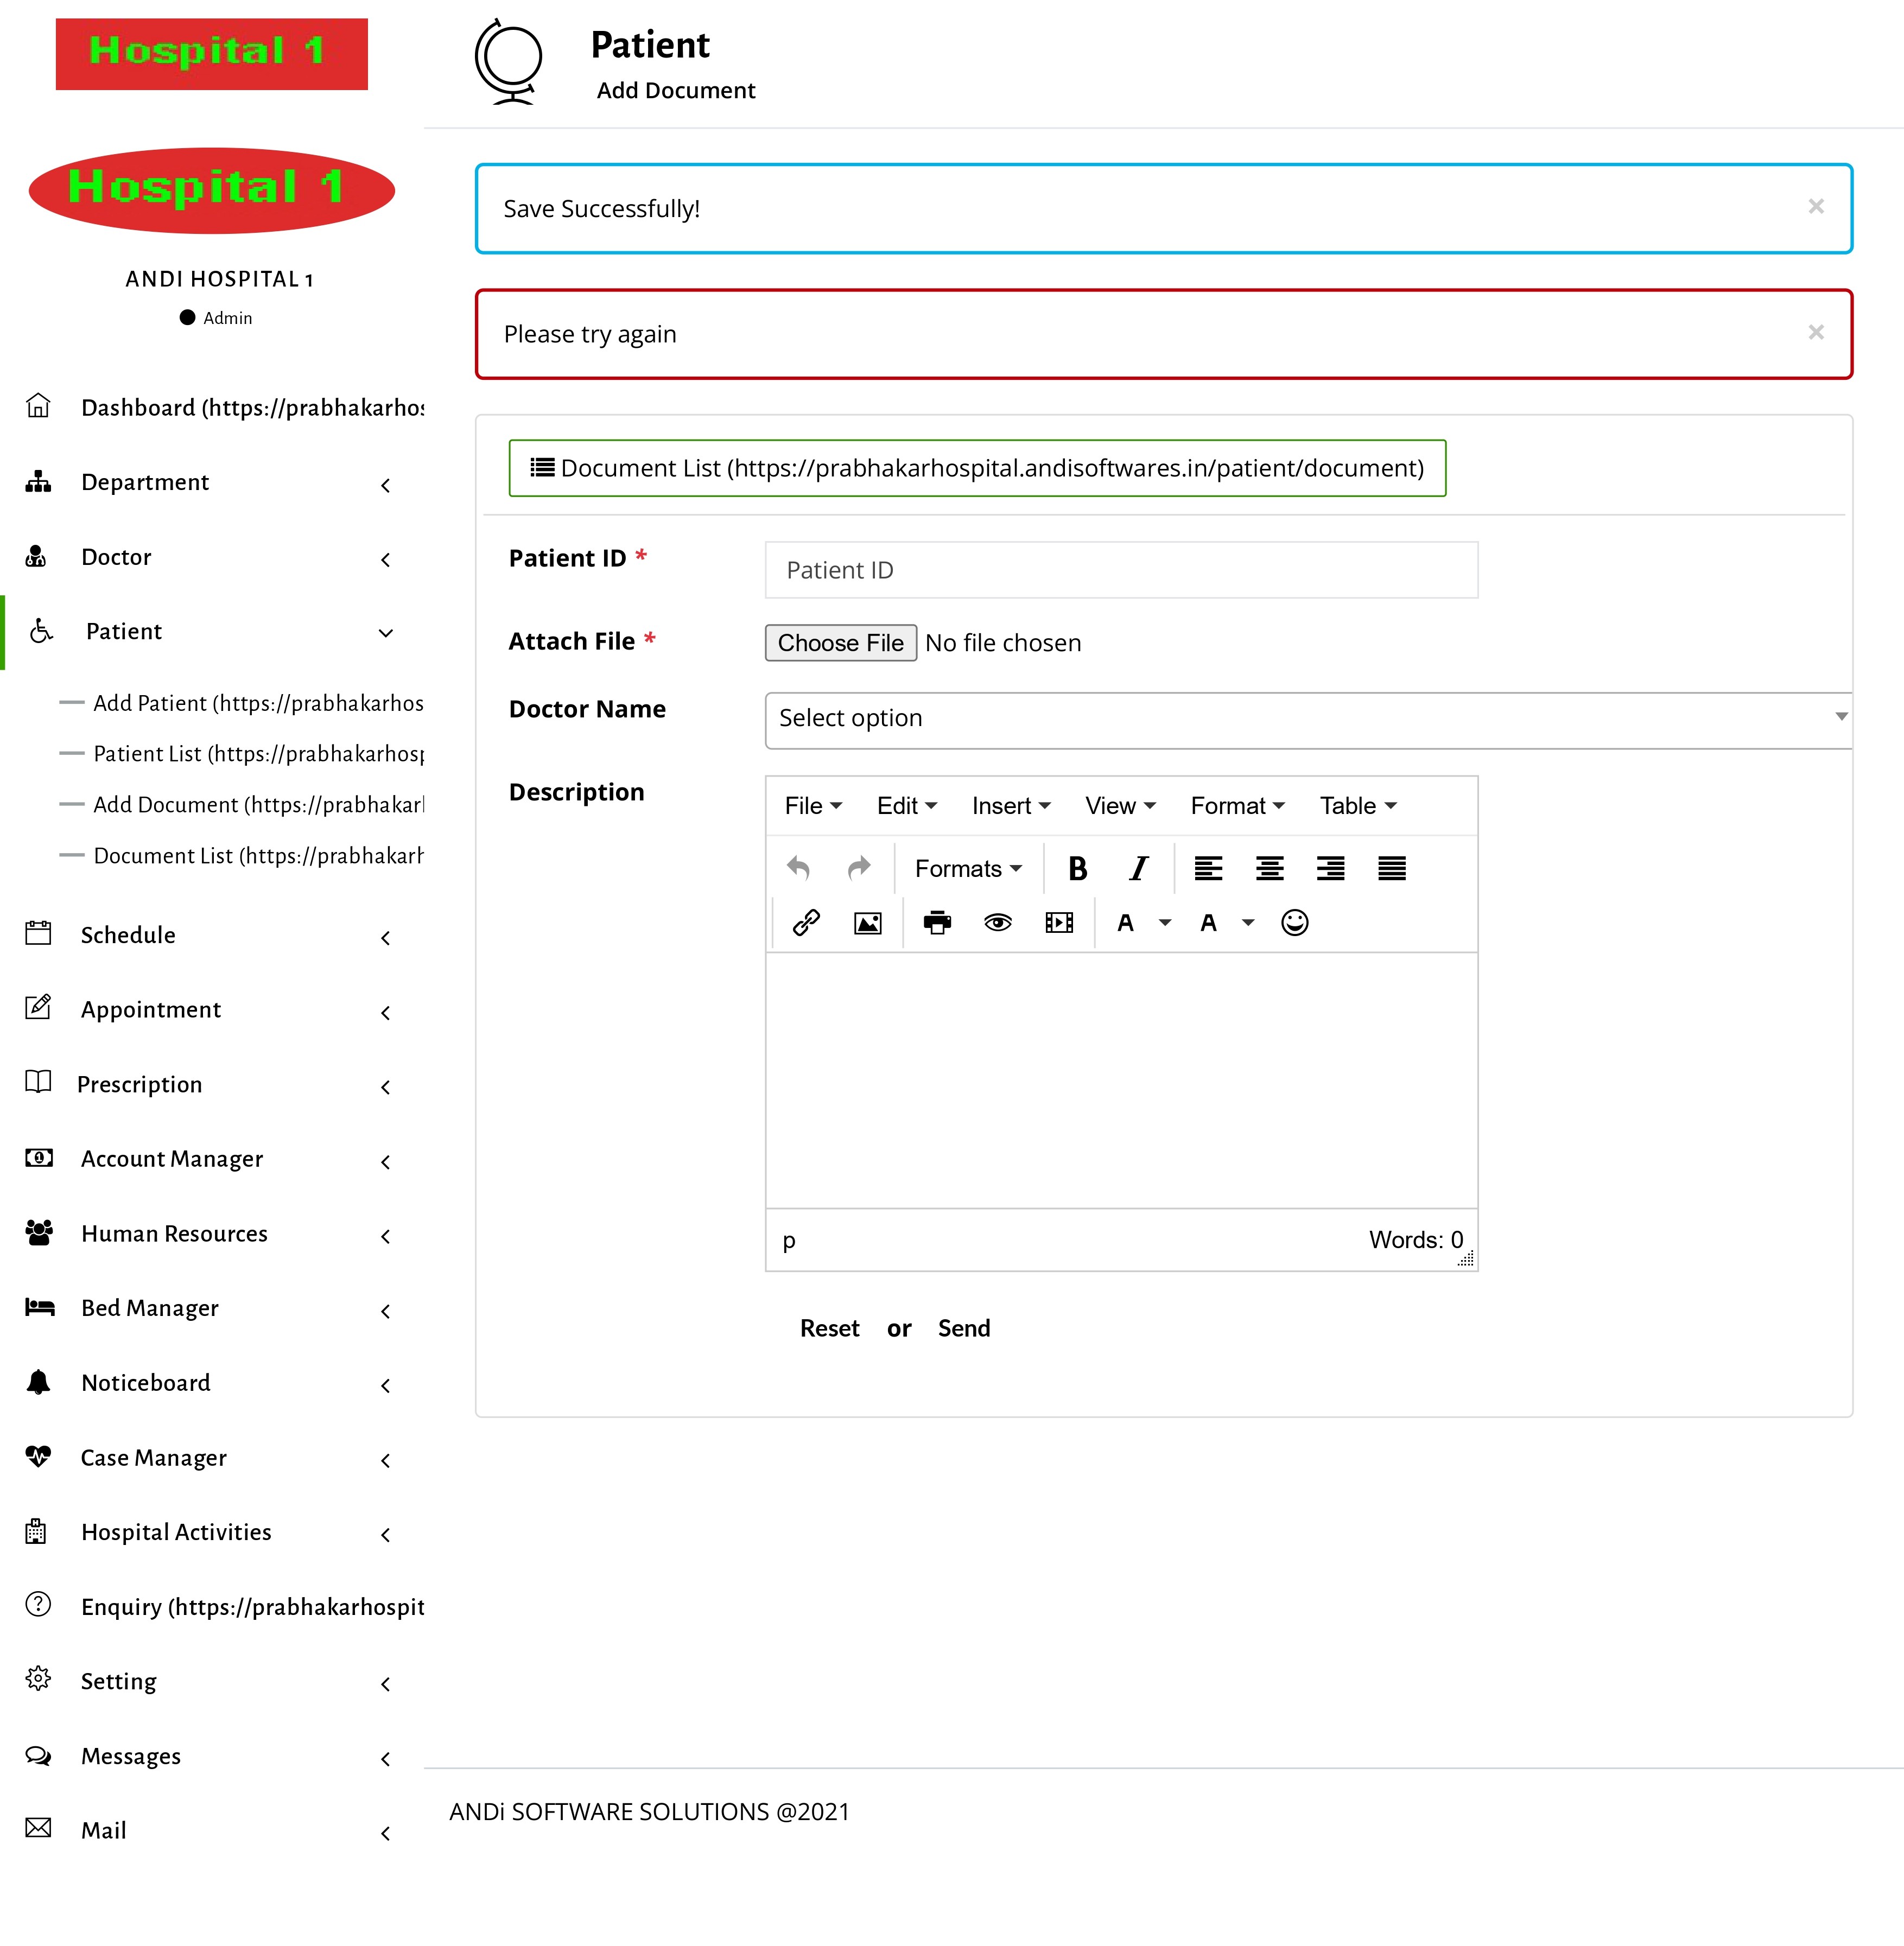 Hospital 1
Hospital 1
ANDI HOSPITAL 1
Admin
Dashboard (https://prabhakarhos
Department
Doctor
Patient
Add Patient (https://prabhakarhos
Patient List (https://prabhakarhosp
Add Document (https://prabhakarh
Document List (https://prabhakarh
Schedule
Appointment
Prescription
Account Manager
Human Resources
Bed Manager
Noticeboard
Case Manager
Hospital Activities
Enquiry (https://prabhakarhospit
Setting
Messages
Mail
Patient
Add Document
Save Successfully! ×
Please try again ×
Document List (https://prabhakarhospital.andisoftwares.in/patient/document)
Patient ID * Patient ID
Attach File * Choose File No file chosen
Doctor Name Select option
Description
File Edit Insert View Format Table
Formats B I
A A
p Words: 0
Reset or Send
ANDi SOFTWARE SOLUTIONS @2021